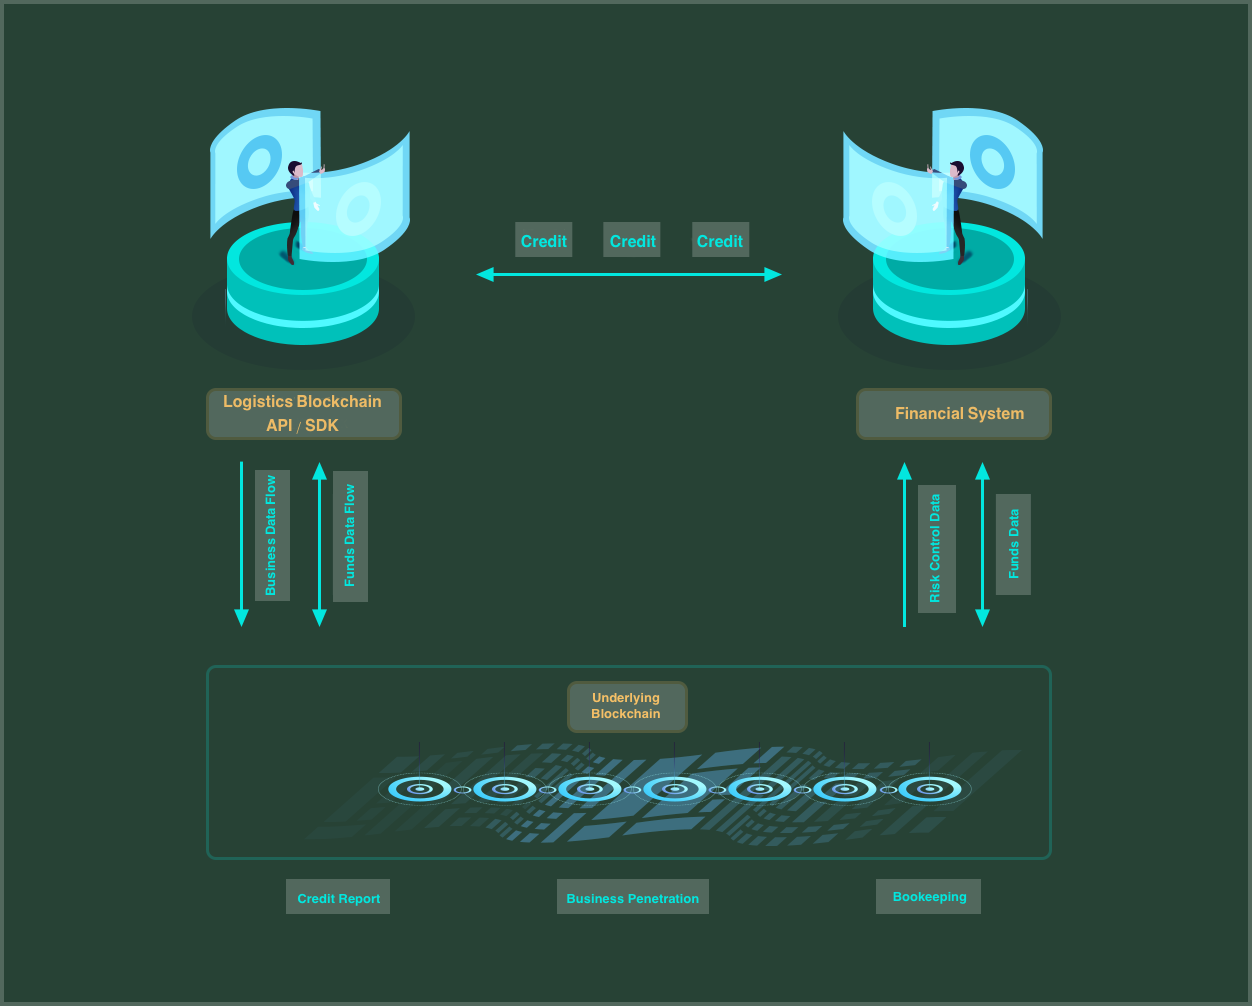 Credit
Credit
Credit
Logistics Blockchain
API / SDK
Financial System
Business Data Flow
Funds Data Flow
Risk Control Data
Funds Data
Underlying
Blockchain
Credit Report
Business Penetration
Bookeeping